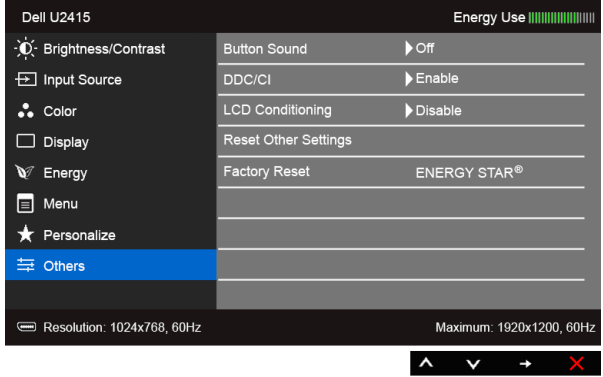 Dell U2415
Energy Use
Brightness/Contrast
Input Source
Color
Display
Energy
Menu
Personalize
Others
Button Sound Off
DDC/CI Enable
LCD Conditioning Disable
Reset Other Settings
Factory Reset ENERGY STAR®
Resolution: 1024x768, 60Hz
Maximum: 1920x1200, 60Hz